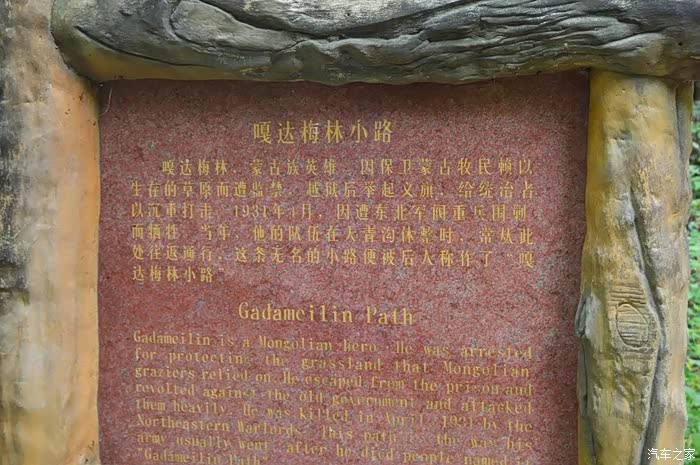 嘎达梅林小路
嘎达梅林，蒙古族英雄，因保卫蒙古牧民赖以
生存的草原而遭监禁，越狱后举起义旗，给统治者
以沉重打击。1931年4月，因遭东北军阀重兵围剿
而牺牲。当年，他的队伍在大青沟休整时，常从此
处往返通行，这条无名的小路便被后人称作了“嘎
达梅林小路”
Gadameilin Path
Gadameilin is a Mongolian hero. He was arrested
for protecting the grassland that Mongolian
graziers relied on. He escaped from the prison and
revolted against the old government and attacked
them heavily. He was killed in April, 1931 by the
Northeastern Warlords. This path is the way his
army usually went, after he died people named it
"Gadameilin Path
汽车之家